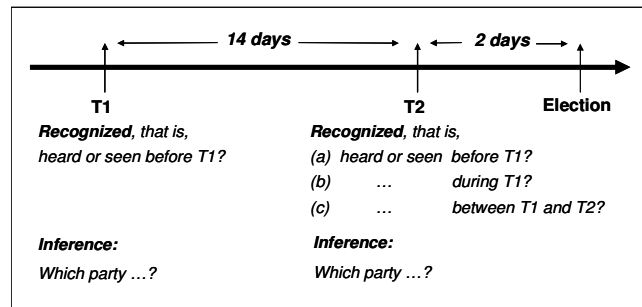 14 days 2 days
T1 T2 Election
Recognized, that is,
heard or seen before T1?
Recognized, that is,
(a) heard or seen before T1?
(b) ... during T1?
(c) ... between T1 and T2?
Inference:
Which party ...?
Inference:
Which party ...?